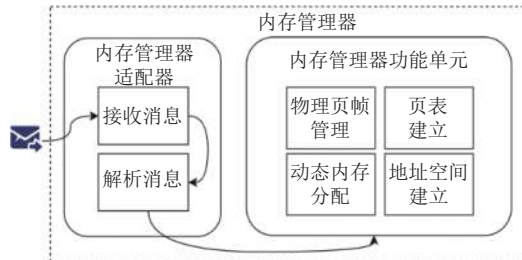 内存管理器
内存管理器
适配器
接收消息
解析消息
内存管理器功能单元
物理页帧
管理
页表
建立
动态内存
分配
地址空间
建立